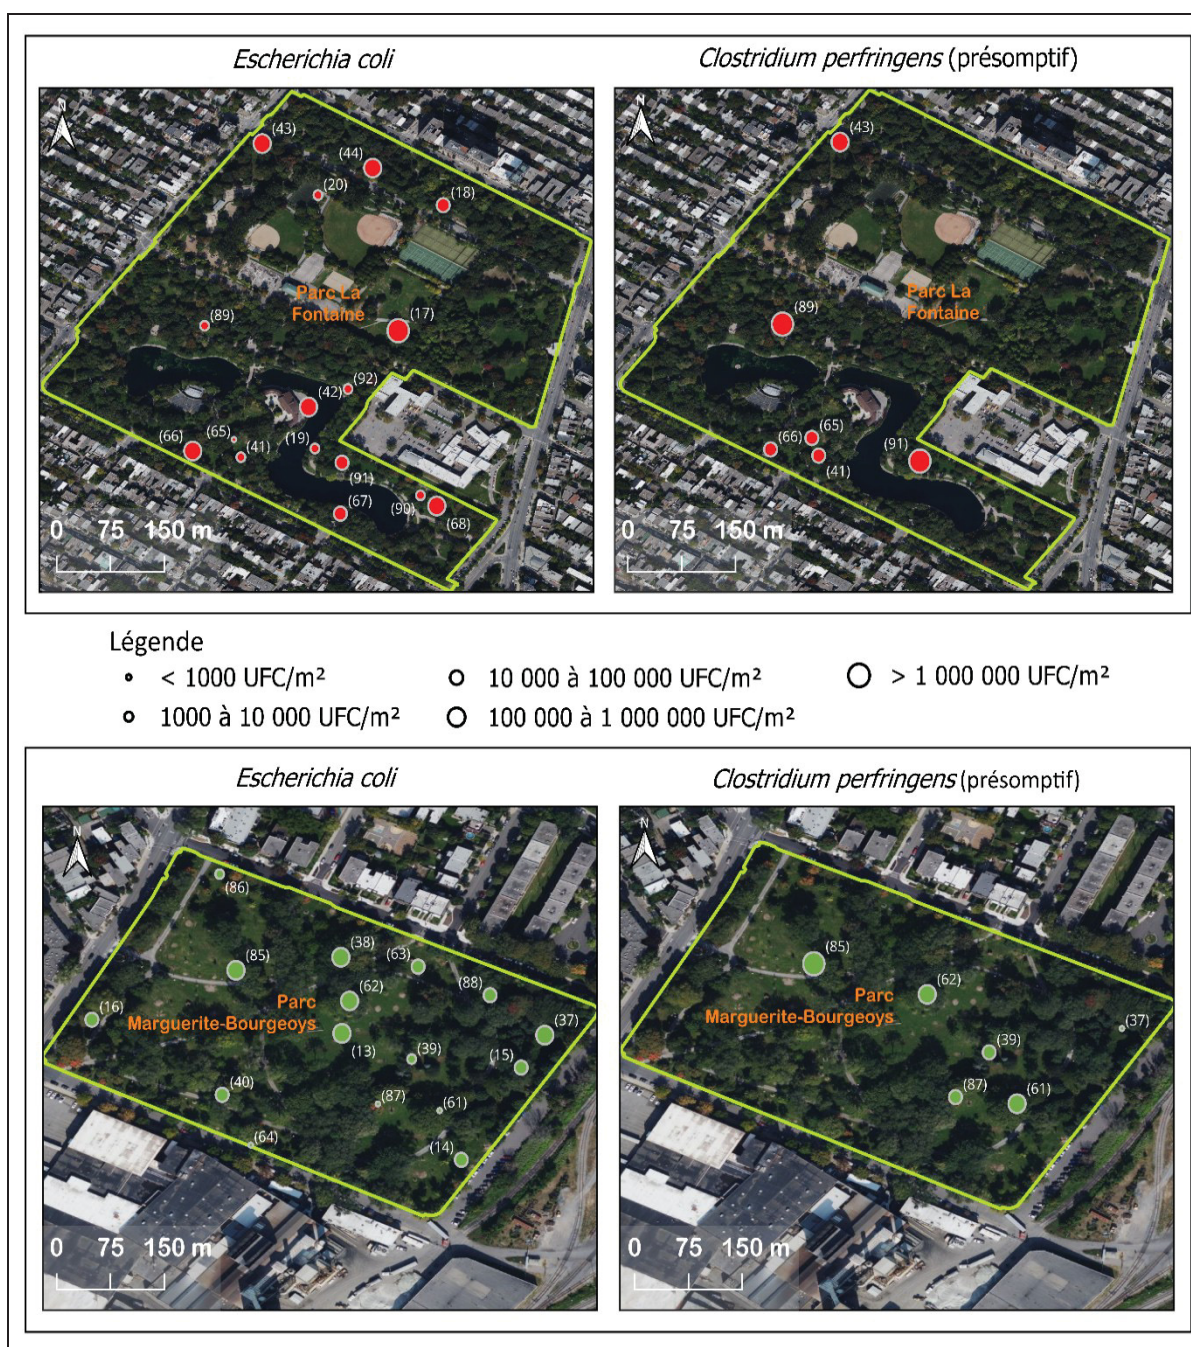 Escherichia coli
Clostridium perfringens (présomptif)
N
(43)
(44)
(20)
(18)
Parc La
Fontaine
(89)
(17)
(92)
(42)
(66)
(65)
(41)
(19)
(91)
(67)
(90)
(68)
0 75 150 m
N
(43)
Parc La
Fontaine
(89)
(66)
(65)
(41)
(91)
0 75 150 m
Légende
< 1000 UFC/m²
1000 à 10 000 UFC/m²
10 000 à 100 000 UFC/m²
100 000 à 1 000 000 UFC/m²
> 1 000 000 UFC/m²
Escherichia coli
Clostridium perfringens (présomptif)
N
(86)
(85)
(38)
(63)
(62)
(88)
Parc
Marguerite-Bourgeoys
(16)
(13)
(37)
(39)
(15)
(40)
(87)
(61)
(64)
(14)
0 75 150 m
N
(85)
(62)
Parc
Marguerite-Bourgeoys
(37)
(39)
(87)
(61)
0 75 150 m